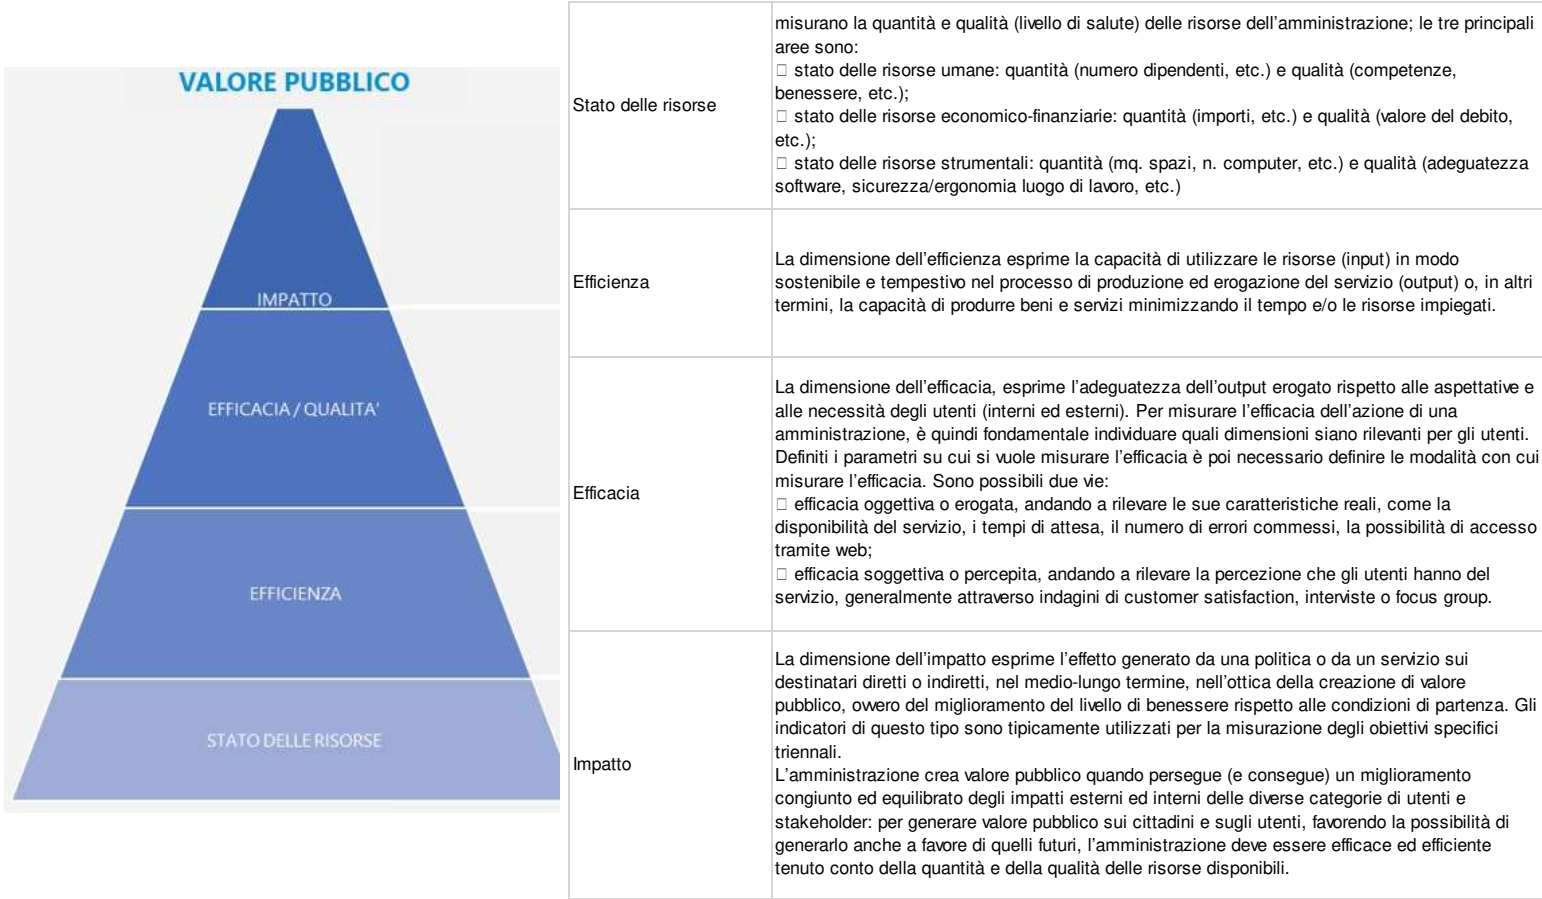 VALORE PUBBLICO
IMPATTO
EFFICACIA / QUALITA'
EFFICIENZA
STATO DELLE RISORSE
Stato delle risorse
misurano la quantità e qualità (livello di salute) delle risorse dell'amministrazione; le tre principali
aree sono:
□ stato delle risorse umane: quantità (numero dipendenti, etc.) e qualità (competenze,
benessere, etc.);
□ stato delle risorse economico-finanziarie: quantità (importi, etc.) e qualità (valore del debito,
etc.);
□ stato delle risorse strumentali: quantità (mq. spazi, n. computer, etc.) e qualità (adeguatezza
software, sicurezza/ergonomia luogo di lavoro, etc.)
Efficienza
La dimensione dell'efficienza esprime la capacità di utilizzare le risorse (input) in modo
sostenibile e tempestivo nel processo di produzione ed erogazione del servizio (output) o, in altri
termini, la capacità di produrre beni e servizi minimizzando il tempo e/o le risorse impiegati.
Efficacia
La dimensione dell'efficacia, esprime l'adeguatezza dell'output erogato rispetto alle aspettative e
alle necessità degli utenti (interni ed esterni). Per misurare l'efficacia dell'azione di una
amministrazione, è quindi fondamentale individuare quali dimensioni siano rilevanti per gli utenti.
Definiti i parametri su cui si vuole misurare l'efficacia è poi necessario definire le modalità con cui
misurare l'efficacia. Sono possibili due vie:
□ efficacia oggettiva o erogata, andando a rilevare le sue caratteristiche reali, come la
disponibilità del servizio, i tempi di attesa, il numero di errori commessi, la possibilità di accesso
tramite web;
□ efficacia soggettiva o percepita, andando a rilevare la percezione che gli utenti hanno del
servizio, generalmente attraverso indagini di customer satisfaction, interviste o focus group.
Impatto
La dimensione dell'impatto esprime l'effetto generato da una politica o da un servizio sui
destinatari diretti o indiretti, nel medio-lungo termine, nell'ottica della creazione di valore
pubblico, ovvero del miglioramento del livello di benessere rispetto alle condizioni di partenza. Gli
indicatori di questo tipo sono tipicamente utilizzati per la misurazione degli obiettivi specifici
triennali.
L'amministrazione crea valore pubblico quando persegue (e consegue) un miglioramento
congiunto ed equilibrato degli impatti esterni ed interni delle diverse categorie di utenti e
stakeholder: per generare valore pubblico sui cittadini e sugli utenti, favorendo la possibilità di
generarlo anche a favore di quelli futuri, l'amministrazione deve essere efficace ed efficiente
tenuto conto della quantità e della qualità delle risorse disponibili.